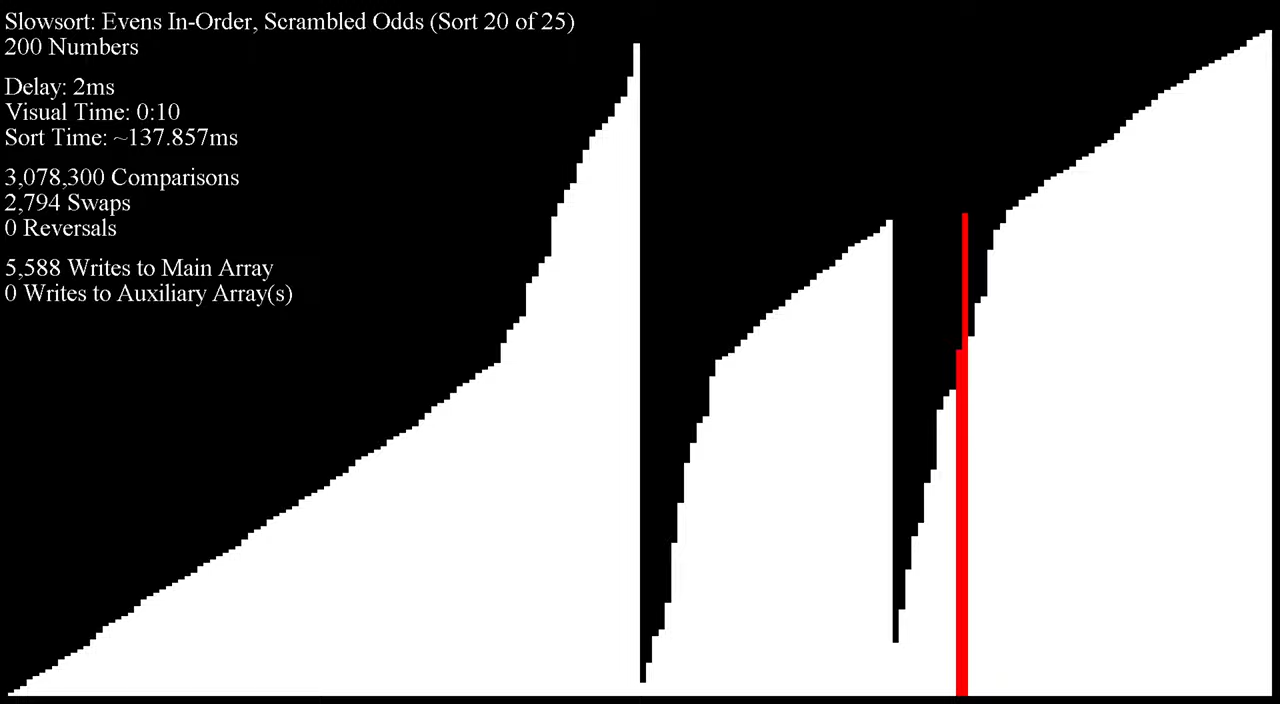 Slowsort: Evens In-Order, Scrambled Odds (Sort 20 of 25)
200 Numbers
Delay: 2ms
Visual Time: 0:10
Sort Time: ~137.857ms
3,078,300 Comparisons
2,794 Swaps
0 Reversals
5,588 Writes to Main Array
0 Writes to Auxiliary Array(s)